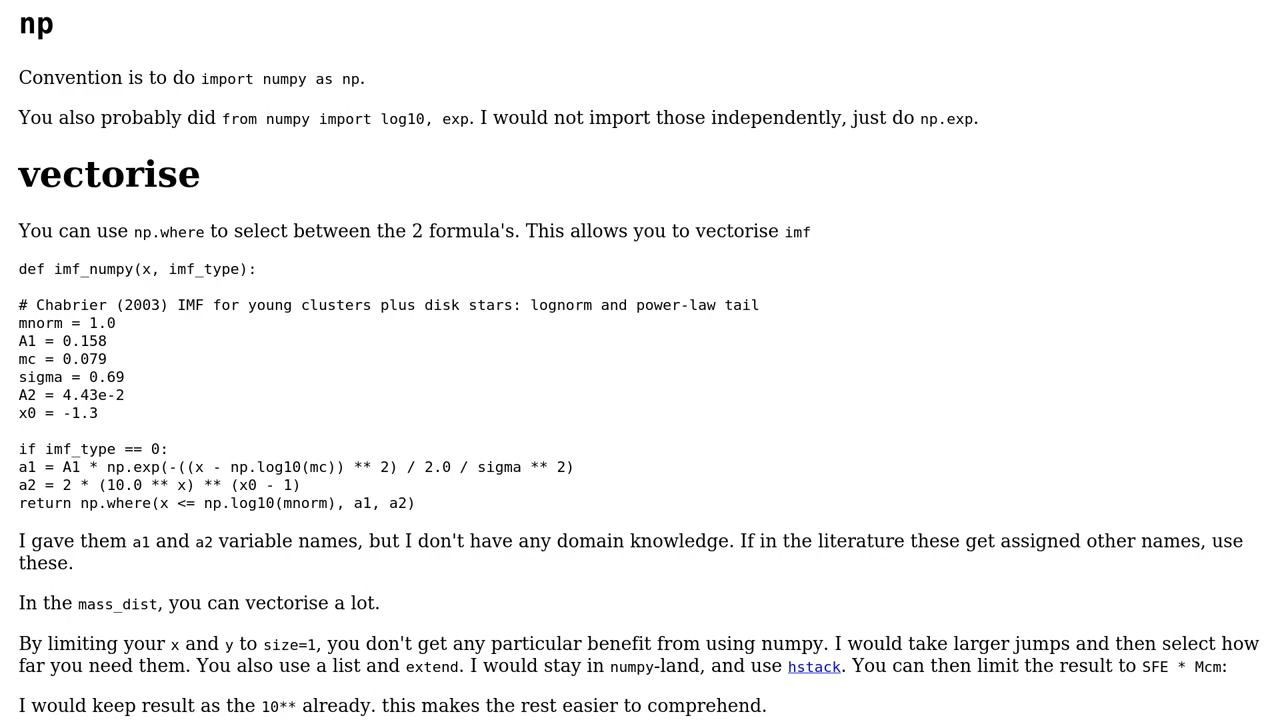 np
Convention is to do import numpy as np.
You also probably did from numpy import log10, exp. I would not import those independently, just do np.exp.
vectorise
You can use np.where to select between the 2 formula's. This allows you to vectorise imf
def imf_numpy(x, imf_type):
# Chabrier (2003) IMF for young clusters plus disk stars: lognorm and power-law tail
mnorm = 1.0
A1 = 0.158
mc = 0.079
sigma = 0.69
A2 = 4.43e-2
x0 = -1.3
if imf_type == 0:
a1 = A1 * np.exp(-((x - np.log10(mc)) ** 2) / 2.0 / sigma ** 2)
a2 = 2 * (10.0 ** x) ** (x0 - 1)
return np.where(x <= np.log10(mnorm), a1, a2)
I gave them a1 and a2 variable names, but I don't have any domain knowledge. If in the literature these get assigned other names, use
these.
In the mass_dist, you can vectorise a lot.
By limiting your x and y to size=1, you don't get any particular benefit from using numpy. I would take larger jumps and then select how
far you need them. You also use a list and extend. I would stay in numpy-land, and use hstack. You can then limit the result to SFE * Mcm:
I would keep result as the 10** already. this makes the rest easier to comprehend.